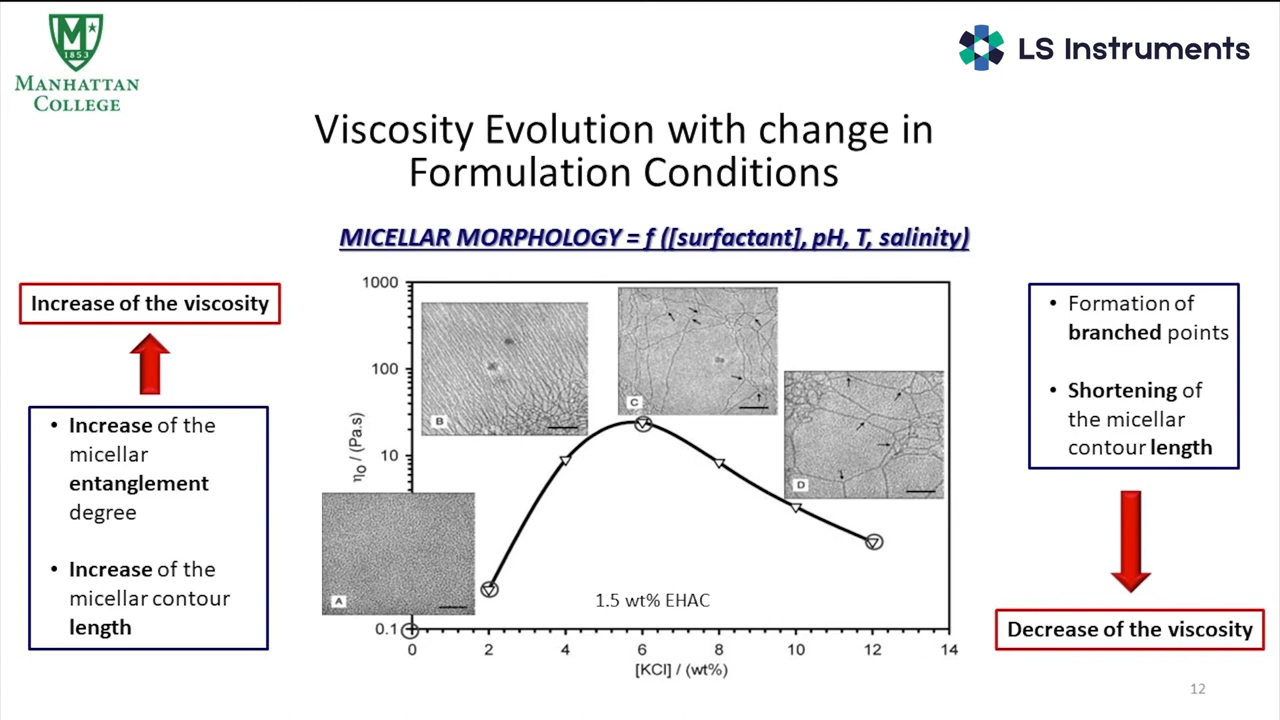 M
1853
MANHATTAN
COLLEGE
LS Instruments
Viscosity Evolution with change in
Formulation Conditions
MICELLAR MORPHOLOGY = f ([surfactant], pH, T, salinity)
Increase of the viscosity
• Increase of the
micellar
entanglement
degree
• Increase of the
micellar contour
length
1000
100
10
0.1
η₀ / (Pa.s)
A
B
C
D
1.5 wt% EHAC
0 2 4 6 8 10 12 14
[KCl] / (wt%)
• Formation of
branched points
• Shortening of
the micellar
contour length
Decrease of the viscosity
12